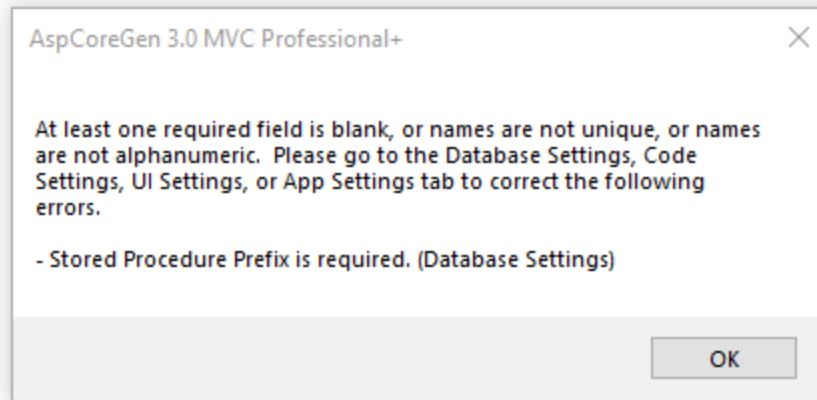 AspCoreGen 3.0 MVC Professional+
At least one required field is blank, or names are not unique, or names
are not alphanumeric.  Please go to the Database Settings, Code
Settings, UI Settings, or App Settings tab to correct the following
errors.
- Stored Procedure Prefix is required. (Database Settings)
OK